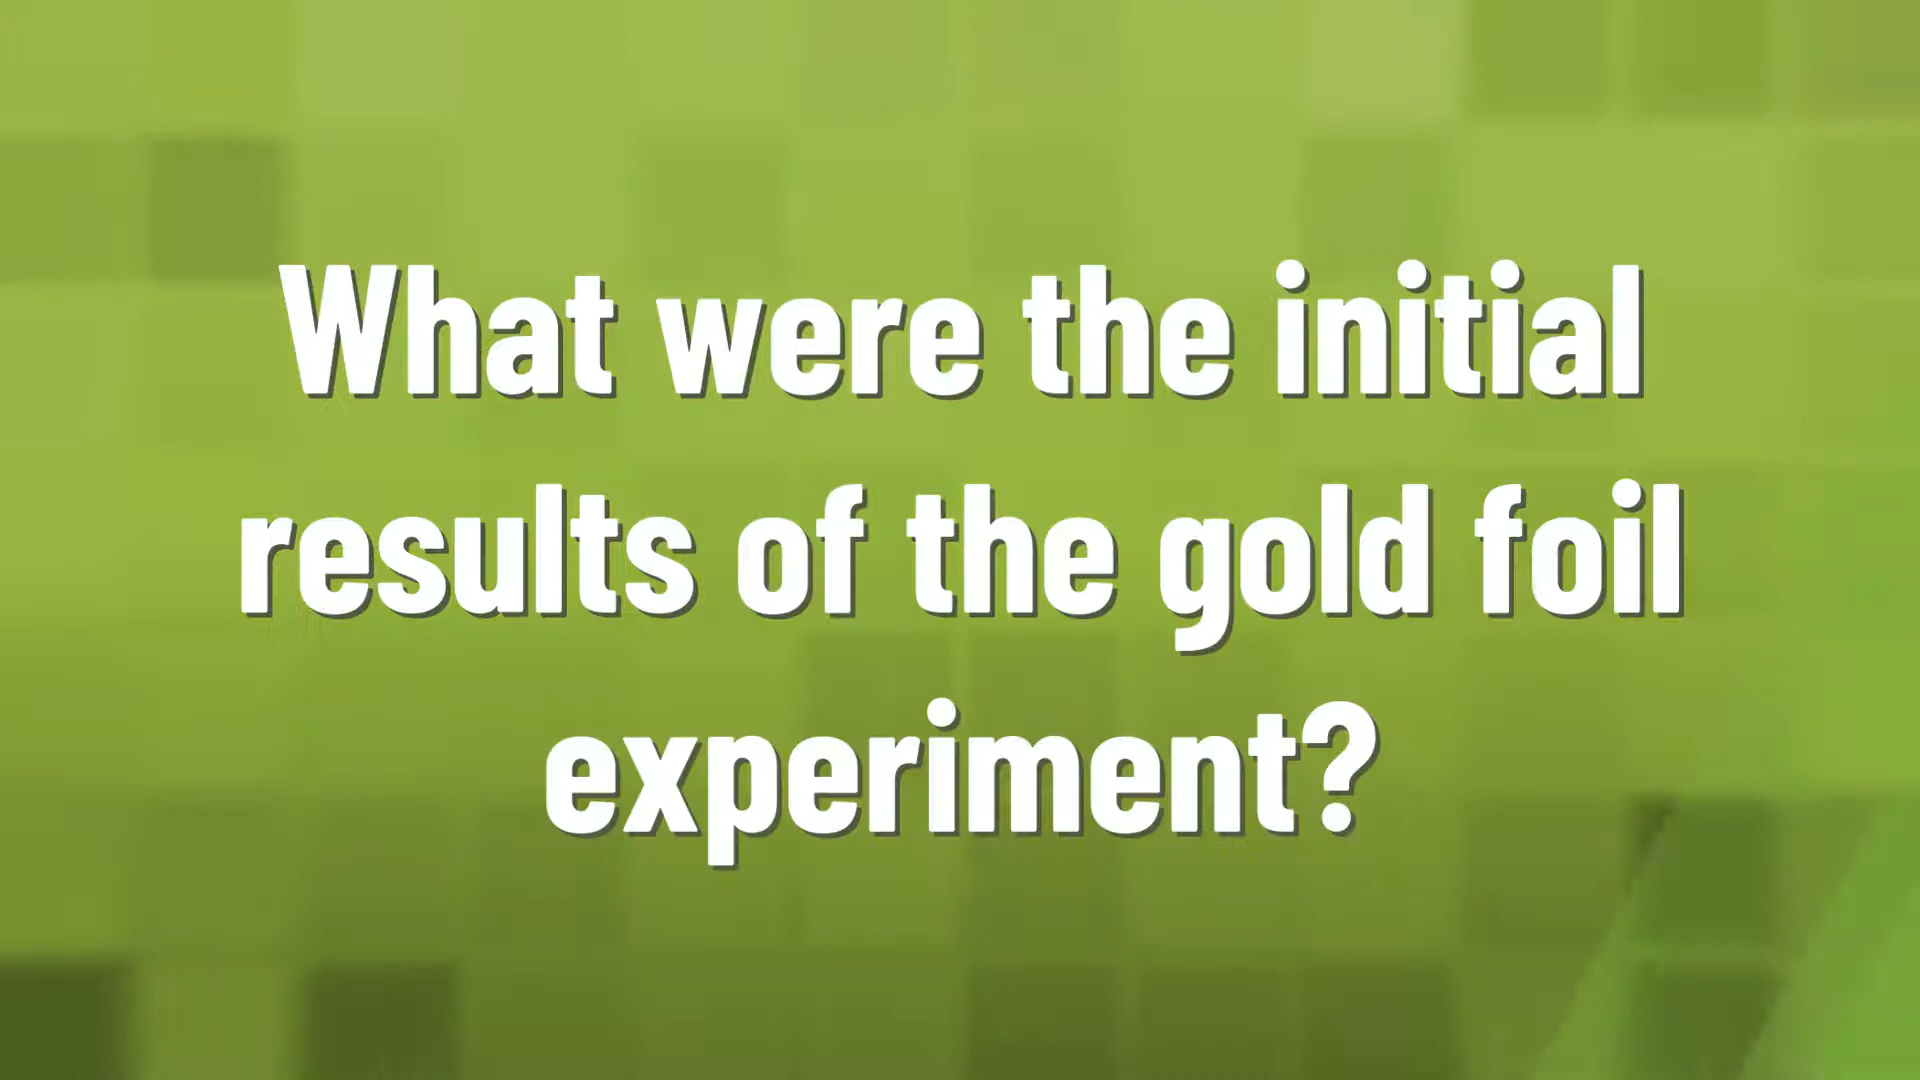 What were the initial
results of the gold foil
experiment?